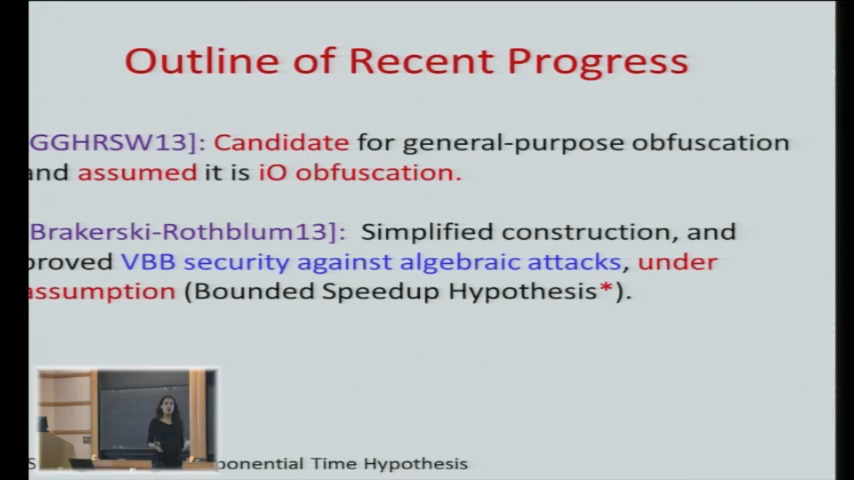 Outline of Recent Progress
GGHRSW13]: Candidate for general-purpose obfuscation
and assumed it is iO obfuscation.
Brakerski-Rothblum13]: Simplified construction, and
proved VBB security against algebraic attacks, under
assumption (Bounded Speedup Hypothesis*).
ponential Time Hypothesis